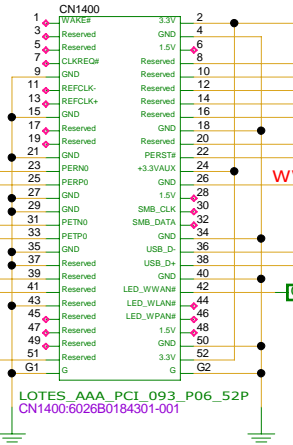 CN1400
1 WAKE# 3.3V 2
3 Reserved GND 4
5 Reserved 1.5V 6
7 CLKREQ# Reserved 8
9 GND Reserved 10
11 REFCLK- Reserved 12
13 REFCLK+ Reserved 14
15 GND Reserved 16
17 Reserved GND 18
19 Reserved Reserved 20
21 GND PERST# 22
23 PERN0 +3.3VAUX 24
25 PERP0 GND 26
27 GND 1.5V 28
29 GND SMB_CLK 30
31 PETN0 SMB_DATA 32
33 PETP0 GND 34
35 GND USB_D- 36
37 Reserved USB_D+ 38
39 Reserved GND 40
41 Reserved LED_WWAN# 42
43 Reserved LED_WLAN# 44
45 Reserved LED_WPAN# 46
47 Reserved 1.5V 48
49 Reserved GND 50
51 Reserved 3.3V 52
G1 G G G2
LOTES_AAA_PCI_093_P06_52P
CN1400:6026B0184301-001